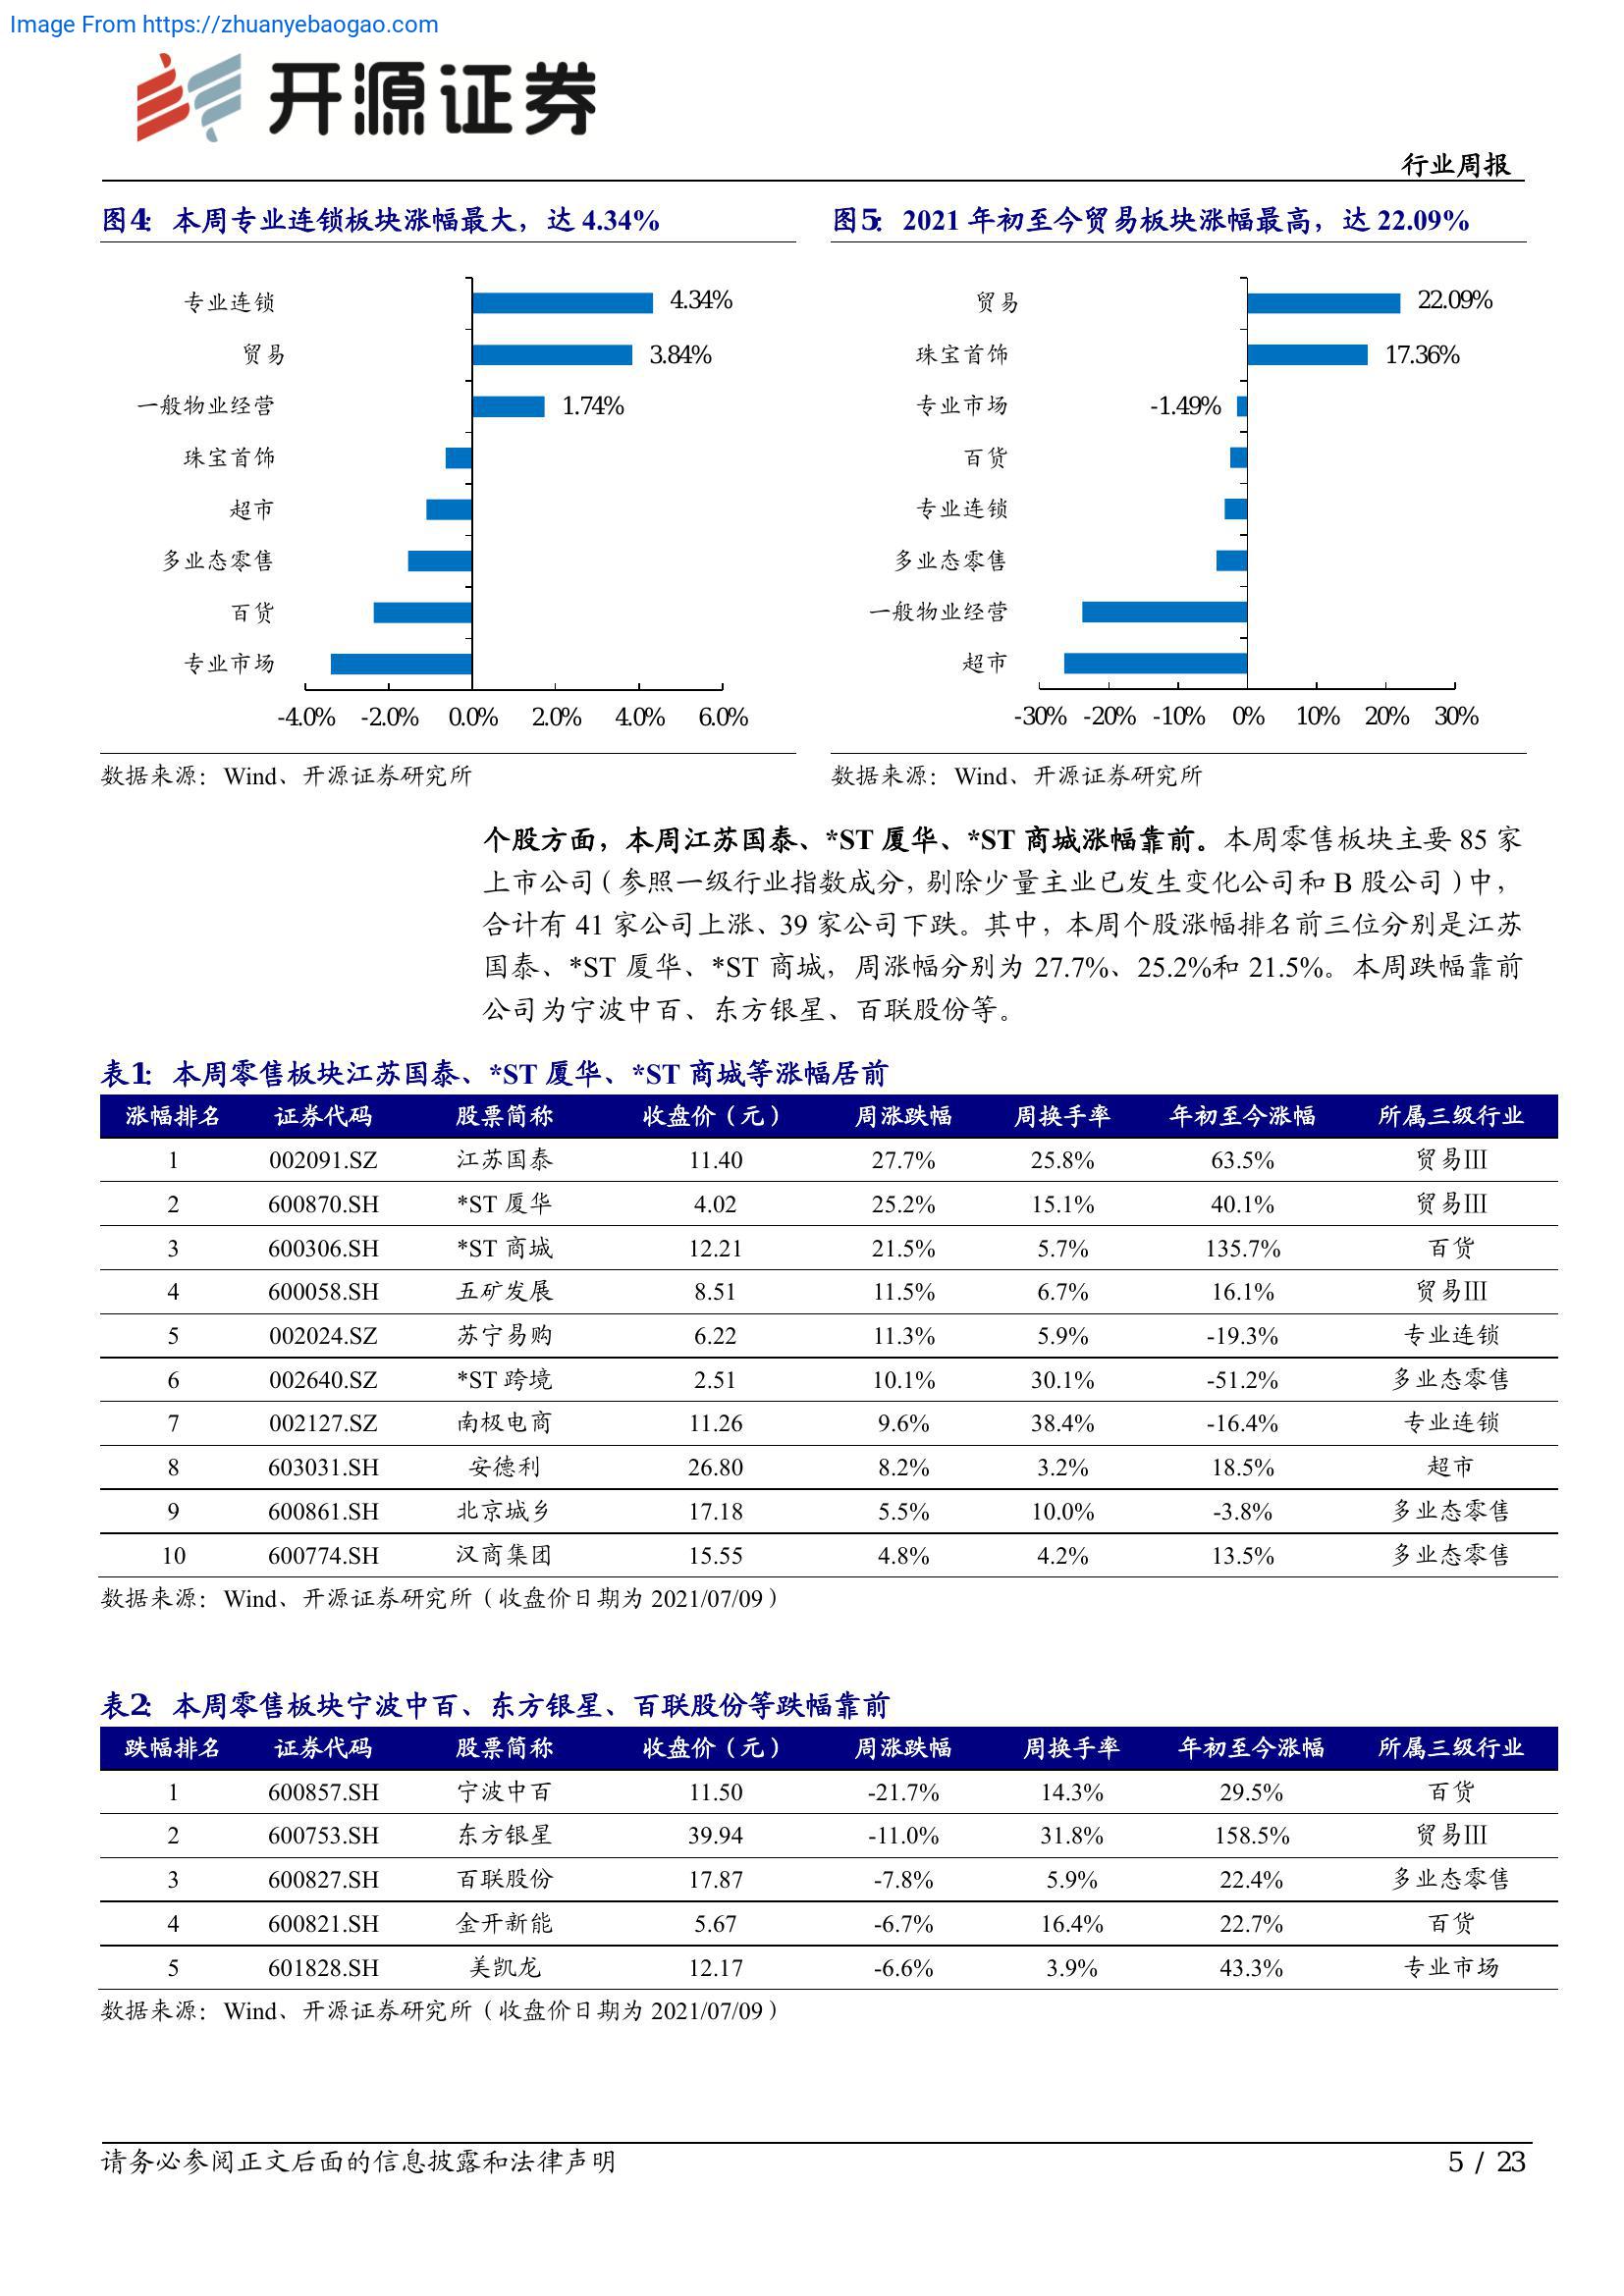 Image From https://zhuanyebaogao.com
开源证券
行业周报
图4： 本周专业连锁板块涨幅最大，达 4.34%
专业连锁 4.34%
贸易 3.84%
一般物业经营 1.74%
珠宝首饰
超市
多业态零售
百货
专业市场
-4.0% -2.0% 0.0% 2.0% 4.0% 6.0%
数据来源：Wind、开源证券研究所
图5： 2021 年初至今贸易板块涨幅最高，达 22.09%
贸易 22.09%
珠宝首饰 17.36%
专业市场 -1.49%
百货
专业连锁
多业态零售
一般物业经营
超市
-30% -20% -10% 0% 10% 20% 30%
数据来源：Wind、开源证券研究所
个股方面，本周江苏国泰、*ST 厦华、*ST 商城涨幅靠前。本周零售板块主要 85 家
上市公司（参照一级行业指数成分，剔除少量主业已发生变化公司和 B 股公司）中，
合计有 41 家公司上涨、39 家公司下跌。其中，本周个股涨幅排名前三位分别是江苏
国泰、*ST 厦华、*ST 商城，周涨幅分别为 27.7%、25.2%和 21.5%。本周跌幅靠前
公司为宁波中百、东方银星、百联股份等。
表1： 本周零售板块江苏国泰、*ST 厦华、*ST 商城等涨幅居前
涨幅排名 证券代码 股票简称 收盘价（元） 周涨跌幅 周换手率 年初至今涨幅 所属三级行业
1 002091.SZ 江苏国泰 11.40 27.7% 25.8% 63.5% 贸易Ⅲ
2 600870.SH *ST 厦华 4.02 25.2% 15.1% 40.1% 贸易Ⅲ
3 600306.SH *ST 商城 12.21 21.5% 5.7% 135.7% 百货
4 600058.SH 五矿发展 8.51 11.5% 6.7% 16.1% 贸易Ⅲ
5 002024.SZ 苏宁易购 6.22 11.3% 5.9% -19.3% 专业连锁
6 002640.SZ *ST 跨境 2.51 10.1% 30.1% -51.2% 多业态零售
7 002127.SZ 南极电商 11.26 9.6% 38.4% -16.4% 专业连锁
8 603031.SH 安德利 26.80 8.2% 3.2% 18.5% 超市
9 600861.SH 北京城乡 17.18 5.5% 10.0% -3.8% 多业态零售
10 600774.SH 汉商集团 15.55 4.8% 4.2% 13.5% 多业态零售
数据来源：Wind、开源证券研究所（收盘价日期为 2021/07/09）
表2： 本周零售板块宁波中百、东方银星、百联股份等跌幅靠前
跌幅排名 证券代码 股票简称 收盘价（元） 周涨跌幅 周换手率 年初至今涨幅 所属三级行业
1 600857.SH 宁波中百 11.50 -21.7% 14.3% 29.5% 百货
2 600753.SH 东方银星 39.94 -11.0% 31.8% 158.5% 贸易Ⅲ
3 600827.SH 百联股份 17.87 -7.8% 5.9% 22.4% 多业态零售
4 600821.SH 金开新能 5.67 -6.7% 16.4% 22.7% 百货
5 601828.SH 美凯龙 12.17 -6.6% 3.9% 43.3% 专业市场
数据来源：Wind、开源证券研究所（收盘价日期为 2021/07/09）
请务必参阅正文后面的信息披露和法律声明
5 / 23